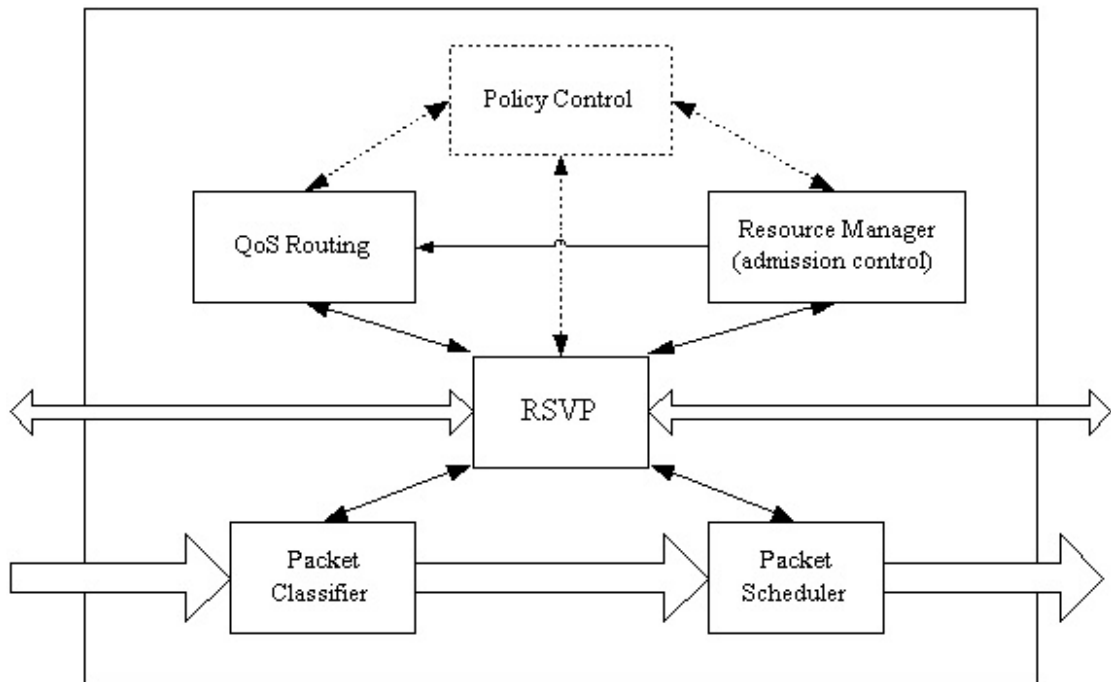 Policy Control
QoS Routing
Resource Manager
(admission control)
RSVP
Packet
Classifier
Packet
Scheduler